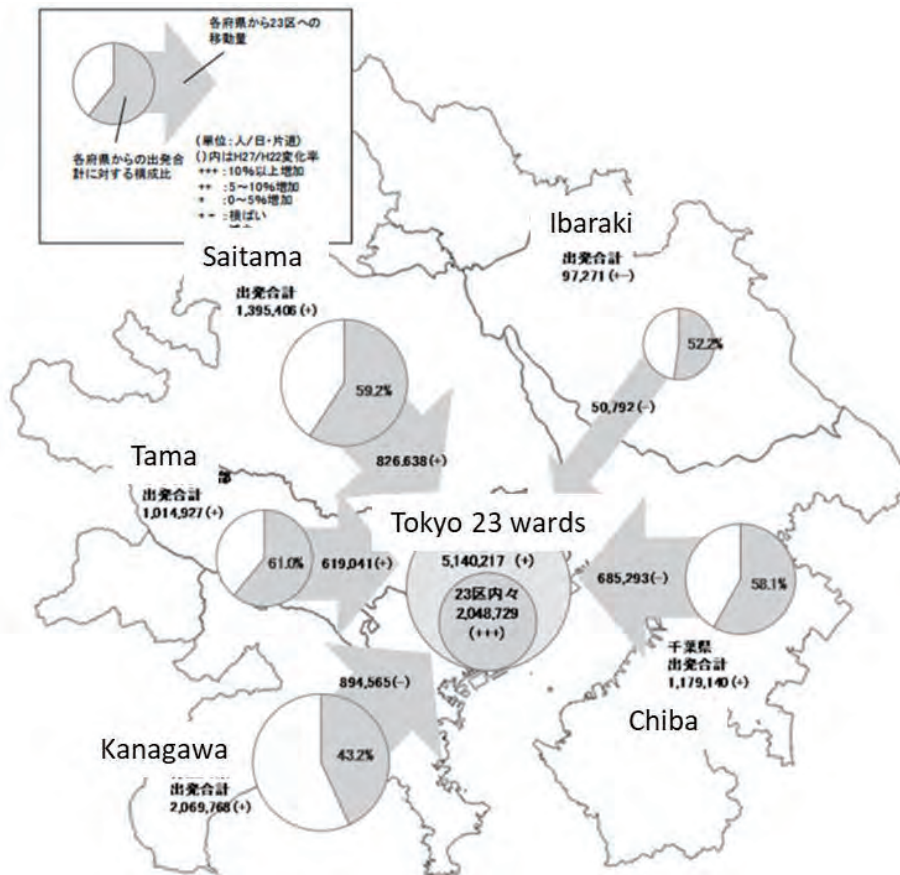 各府県から23区への
移動量
各府県からの出発合
計に対する構成比
(単位:人/日・片道)
()内はH27/H22変化率
+++ :10%以上増加
++ :5~10%増加
+ :0~5%増加
+- :横ばい
Ibaraki
出発合計
97,271(+-)
52.2%
50,792(-)
Saitama
出発合計
1,395,406(+)
59.2%
826,638(+)
Tama
部
出発合計
1,014,927(+)
61.0%
619,041(+)
Tokyo 23 wards
5,140,217 (+)
23区内々
2,048,729
(+++)
685,293(-)
58.1%
千葉県
出発合計
1,179,140(+)
Chiba
894,565(-)
43.2%
Kanagawa
出発合計
2,069,768(+)